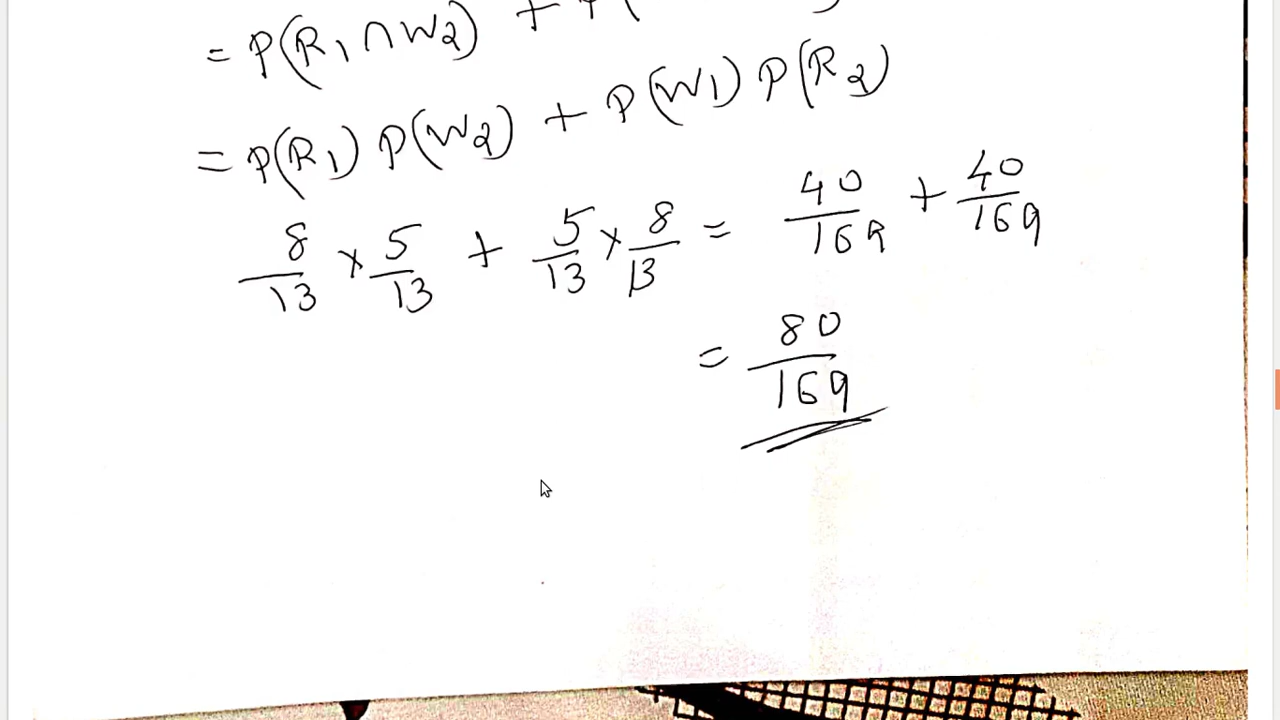 = P(R₁ ∩ W₂) + P(
= P(R₁) P(W₂) + P(W₁) P(R₂)
8/13 × 5/13 + 5/13 × 8/13 = 40/169 + 40/169
= 80/169